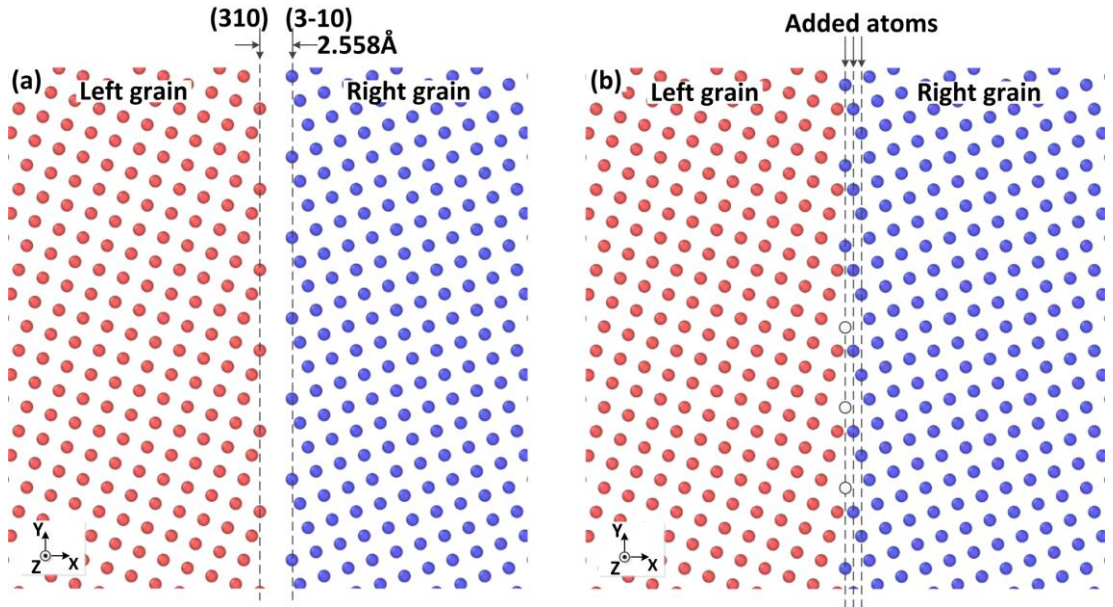 (310) (3-10)
2.558Å
(a) Left grain Right grain
Y
Z X
Added atoms
(b) Left grain Right grain
Y
Z X